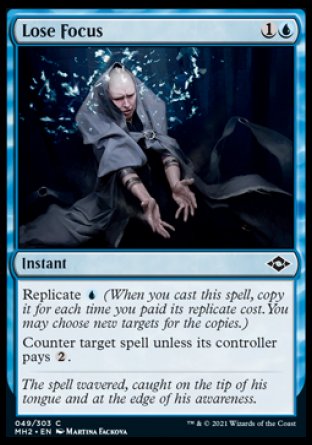 Lose Focus 1
Instant
Replicate (When you cast this spell, copy
it for each time you paid its replicate cost.You
may choose new targets for the copies.)
Counter target spell unless its controller
pays 2.
The spell wavered, caught on the tip of his
tongue and at the edge of his awareness.
049/303 C
MH2 • EN Martina Fackova
™ & © 2021 Wizards of the Coast